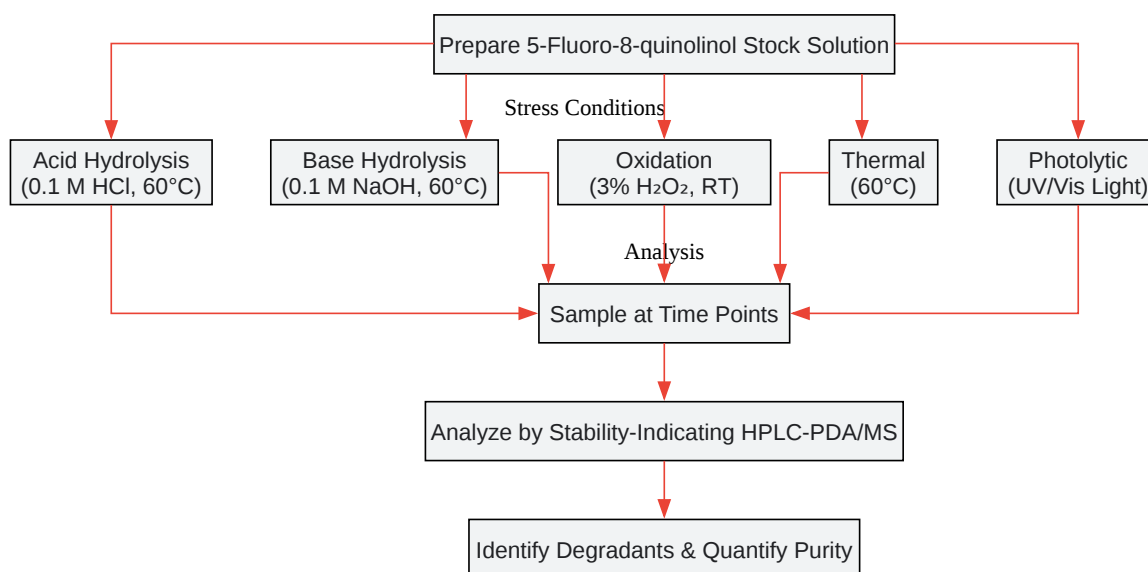 Prepare 5-Fluoro-8-quinolinol Stock Solution
Stress Conditions
Acid Hydrolysis
(0.1 M HCl, 60°C)
Base Hydrolysis
(0.1 M NaOH, 60°C)
Oxidation
(3% H₂O₂, RT)
Thermal
(60°C)
Photolytic
(UV/Vis Light)
Analysis
Sample at Time Points
Analyze by Stability-Indicating HPLC-PDA/MS
Identify Degradants & Quantify Purity